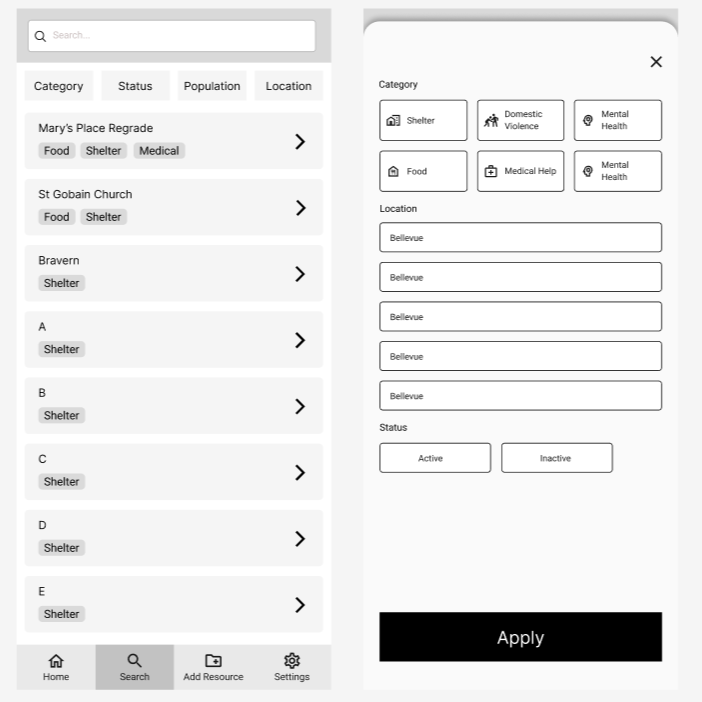 Search...
Category Status Population Location
Mary's Place Regrade
Food Shelter Medical
St Gobain Church
Food Shelter
Bravern
Shelter
A
Shelter
B
Shelter
C
Shelter
D
Shelter
E
Shelter
Home Search Add Resource Settings
Category
Shelter
Domestic
Violence
Mental
Health
Food
Medical Help
Mental
Health
Location
Bellevue
Bellevue
Bellevue
Bellevue
Bellevue
Status
Active Inactive
Apply